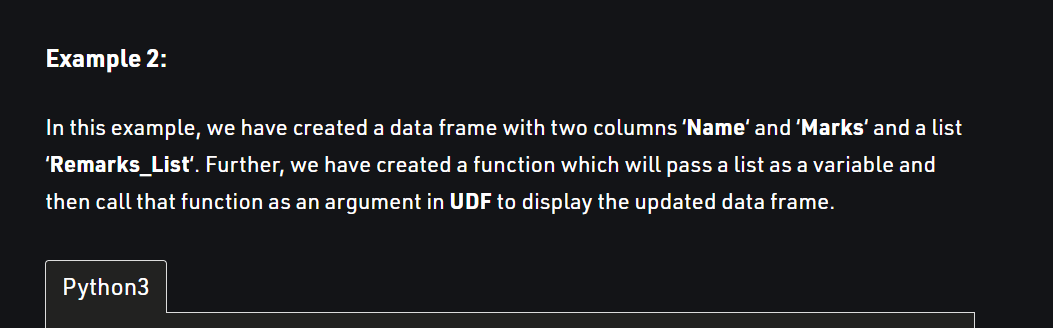 Example 2:
In this example, we have created a data frame with two columns ‘Name‘ and ‘Marks‘ and a list
‘Remarks_List‘. Further, we have created a function which will pass a list as a variable and
then call that function as an argument in UDF to display the updated data frame.
Python3